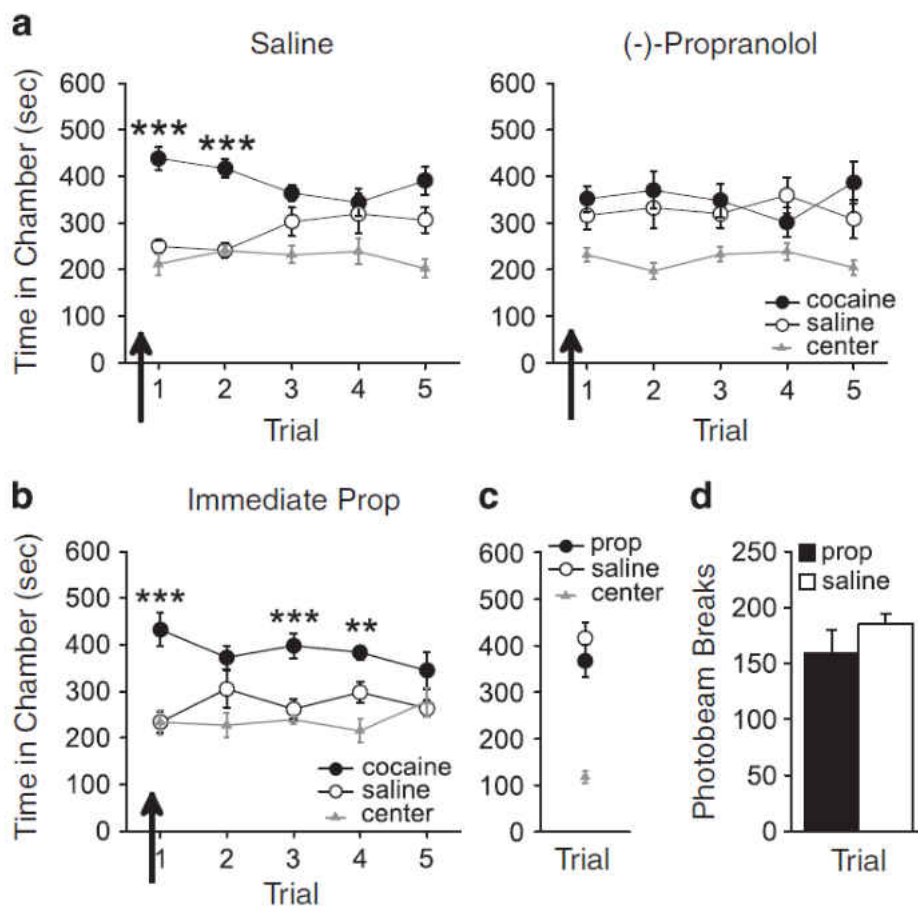 a
Saline
(-)-Propranolol
Time in Chamber (sec)
600
500
400
300
200
100
0
***
***
1 2 3 4 5
Trial
600
500
400
300
200
100
0
cocaine
saline
center
1 2 3 4 5
Trial
b
Immediate Prop
Time in Chamber (sec)
600
500
400
300
200
100
0
***
***
**
cocaine
saline
center
1 2 3 4 5
Trial
c
prop
saline
center
600
500
400
300
200
100
0
Trial
d
Photobeam Breaks
250
200
150
100
50
0
prop
saline
Trial